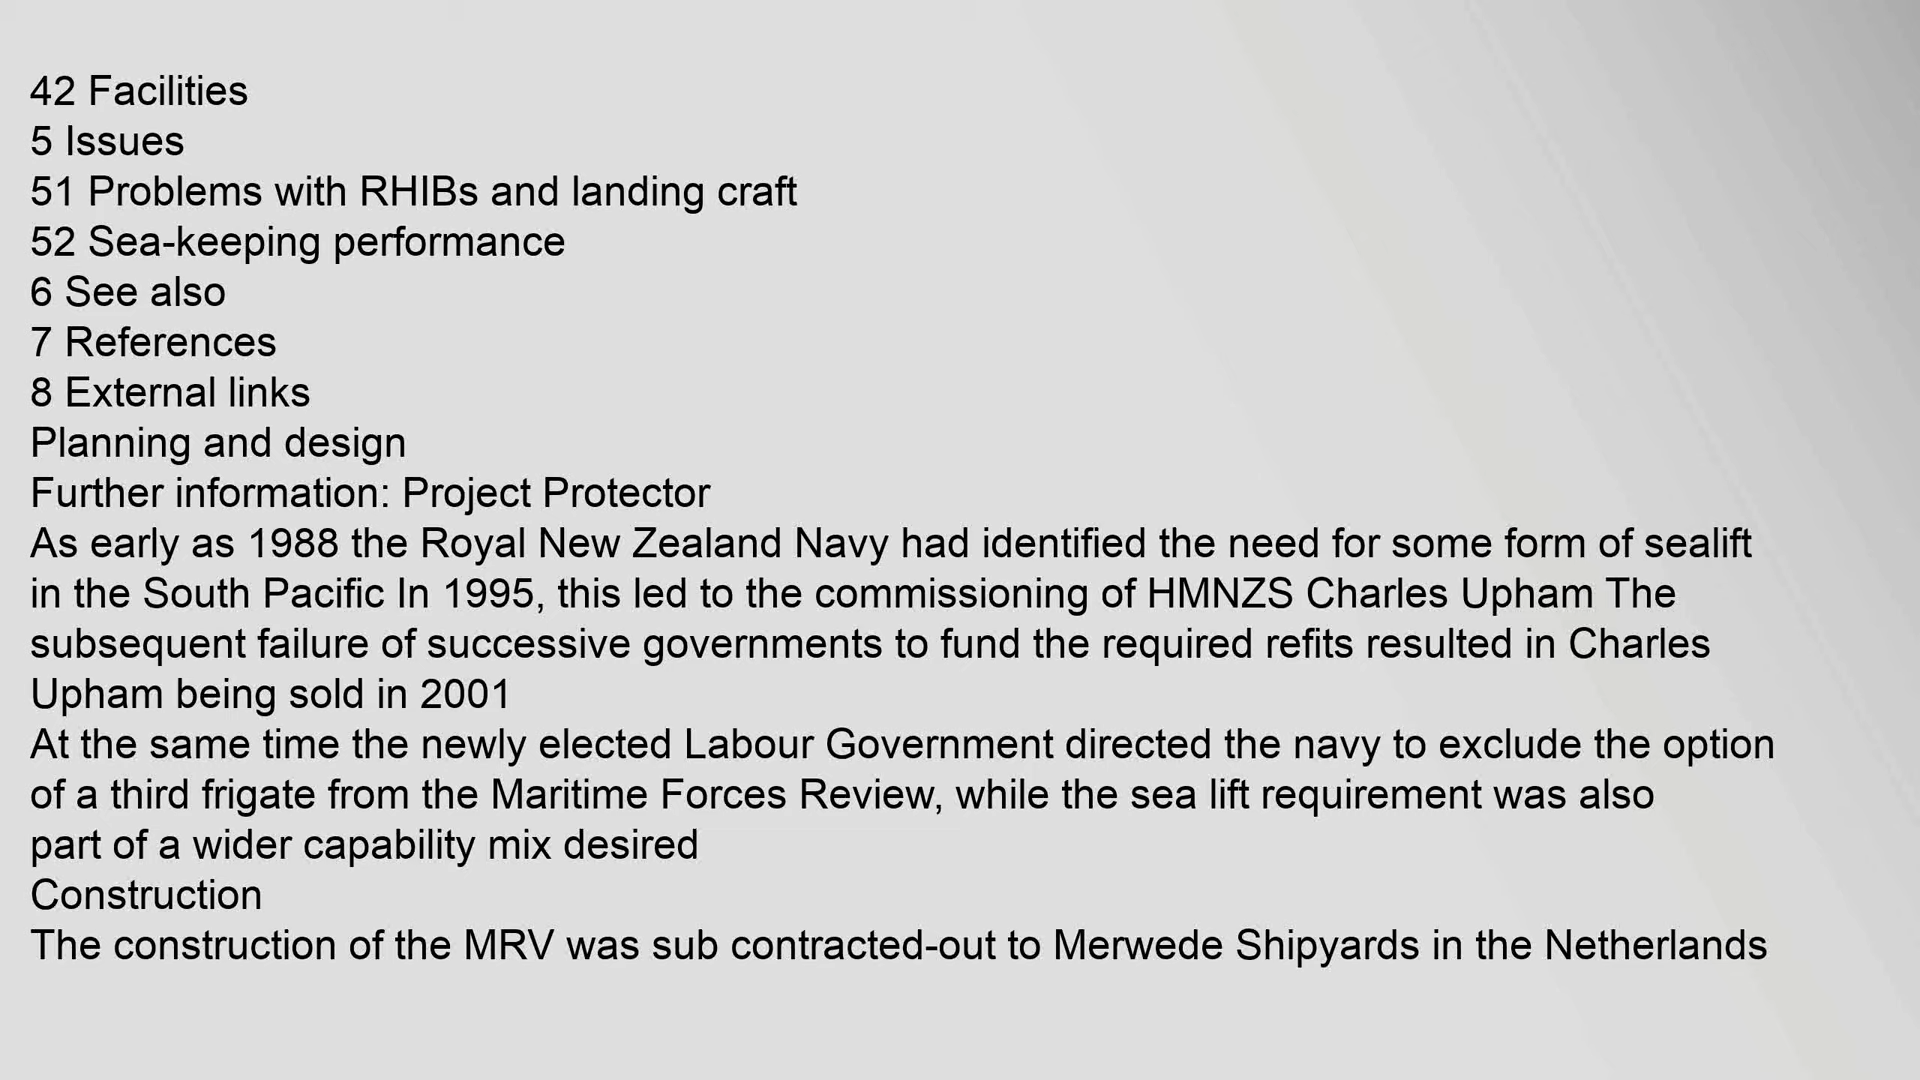 42 Facilities
5 Issues
51 Problems with RHIBs and landing craft
52 Sea-keeping performance
6 See also
7 References
8 External links
Planning and design
Further information: Project Protector
As early as 1988 the Royal New Zealand Navy had identified the need for some form of sealift
in the South Pacific In 1995, this led to the commissioning of HMNZS Charles Upham The
subsequent failure of successive governments to fund the required refits resulted in Charles
Upham being sold in 2001
At the same time the newly elected Labour Government directed the navy to exclude the option
of a third frigate from the Maritime Forces Review, while the sea lift requirement was also
part of a wider capability mix desired
Construction
The construction of the MRV was sub contracted-out to Merwede Shipyards in the Netherlands